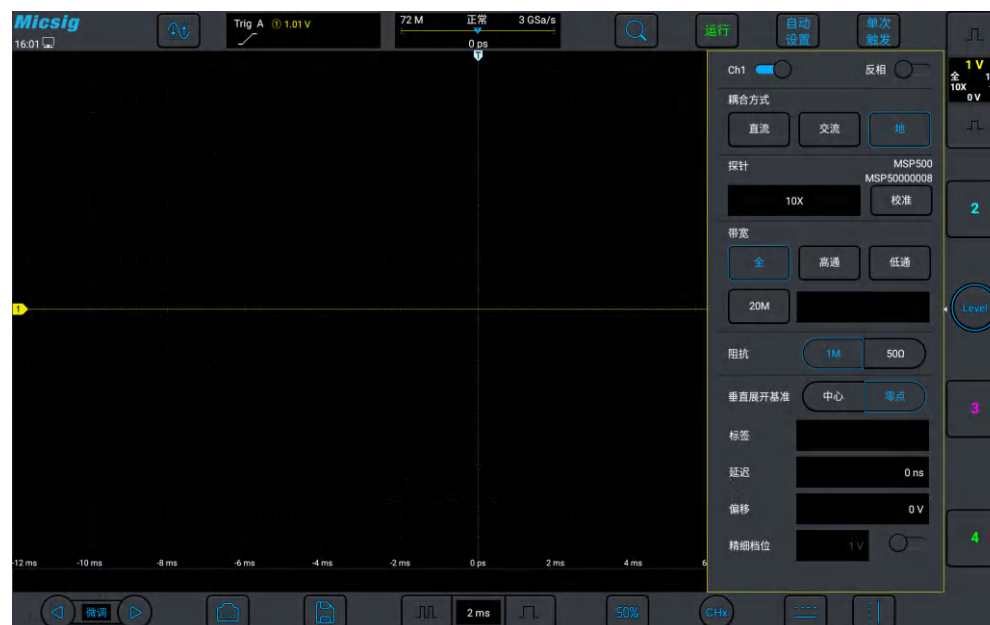 Micsig
16:01
Trig A ① 1.01 V
72 M 正常 3 GSa/s
0 ps
T
运行
自动
设置
单次
触发
Ch1
反相
耦合方式
直流 交流 地
探针
MSP500
MSP50000008
10X 校准
带宽
全 高通 低通
20M
阻抗 1M 50Ω
垂直展开基准 中心 零点
标签
延迟 0 ns
偏移 0 V
精细档位 1 V
1 V
全 1
10X
0 V
2
Level
3
4
1
-12 ms -10 ms -8 ms -6 ms -4 ms -2 ms 0 ps 2 ms 4 ms 6
微调
2 ms
50%
CHx